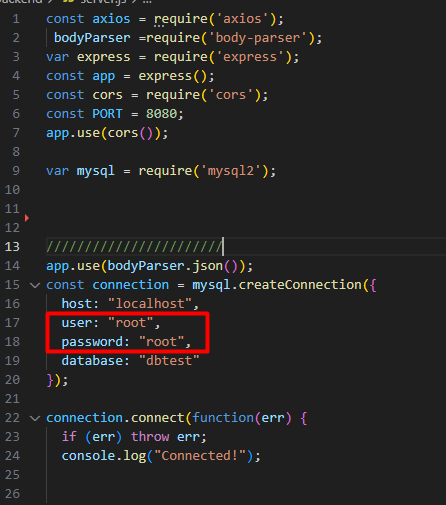 backend > JS server.js > ...
1 const axios = require('axios');
2 bodyParser =require('body-parser');
3 var express = require('express');
4 const app = express();
5 const cors = require('cors');
6 const PORT = 8080;
7 app.use(cors());
8
9 var mysql = require('mysql2');
10
11
12
13 ///////////////////////
14 app.use(bodyParser.json());
15 const connection = mysql.createConnection({
16 host: "localhost",
17 user: "root",
18 password: "root",
19 database: "dbtest"
20 });
21
22 connection.connect(function(err) {
23 if (err) throw err;
24 console.log("Connected!");
25
26